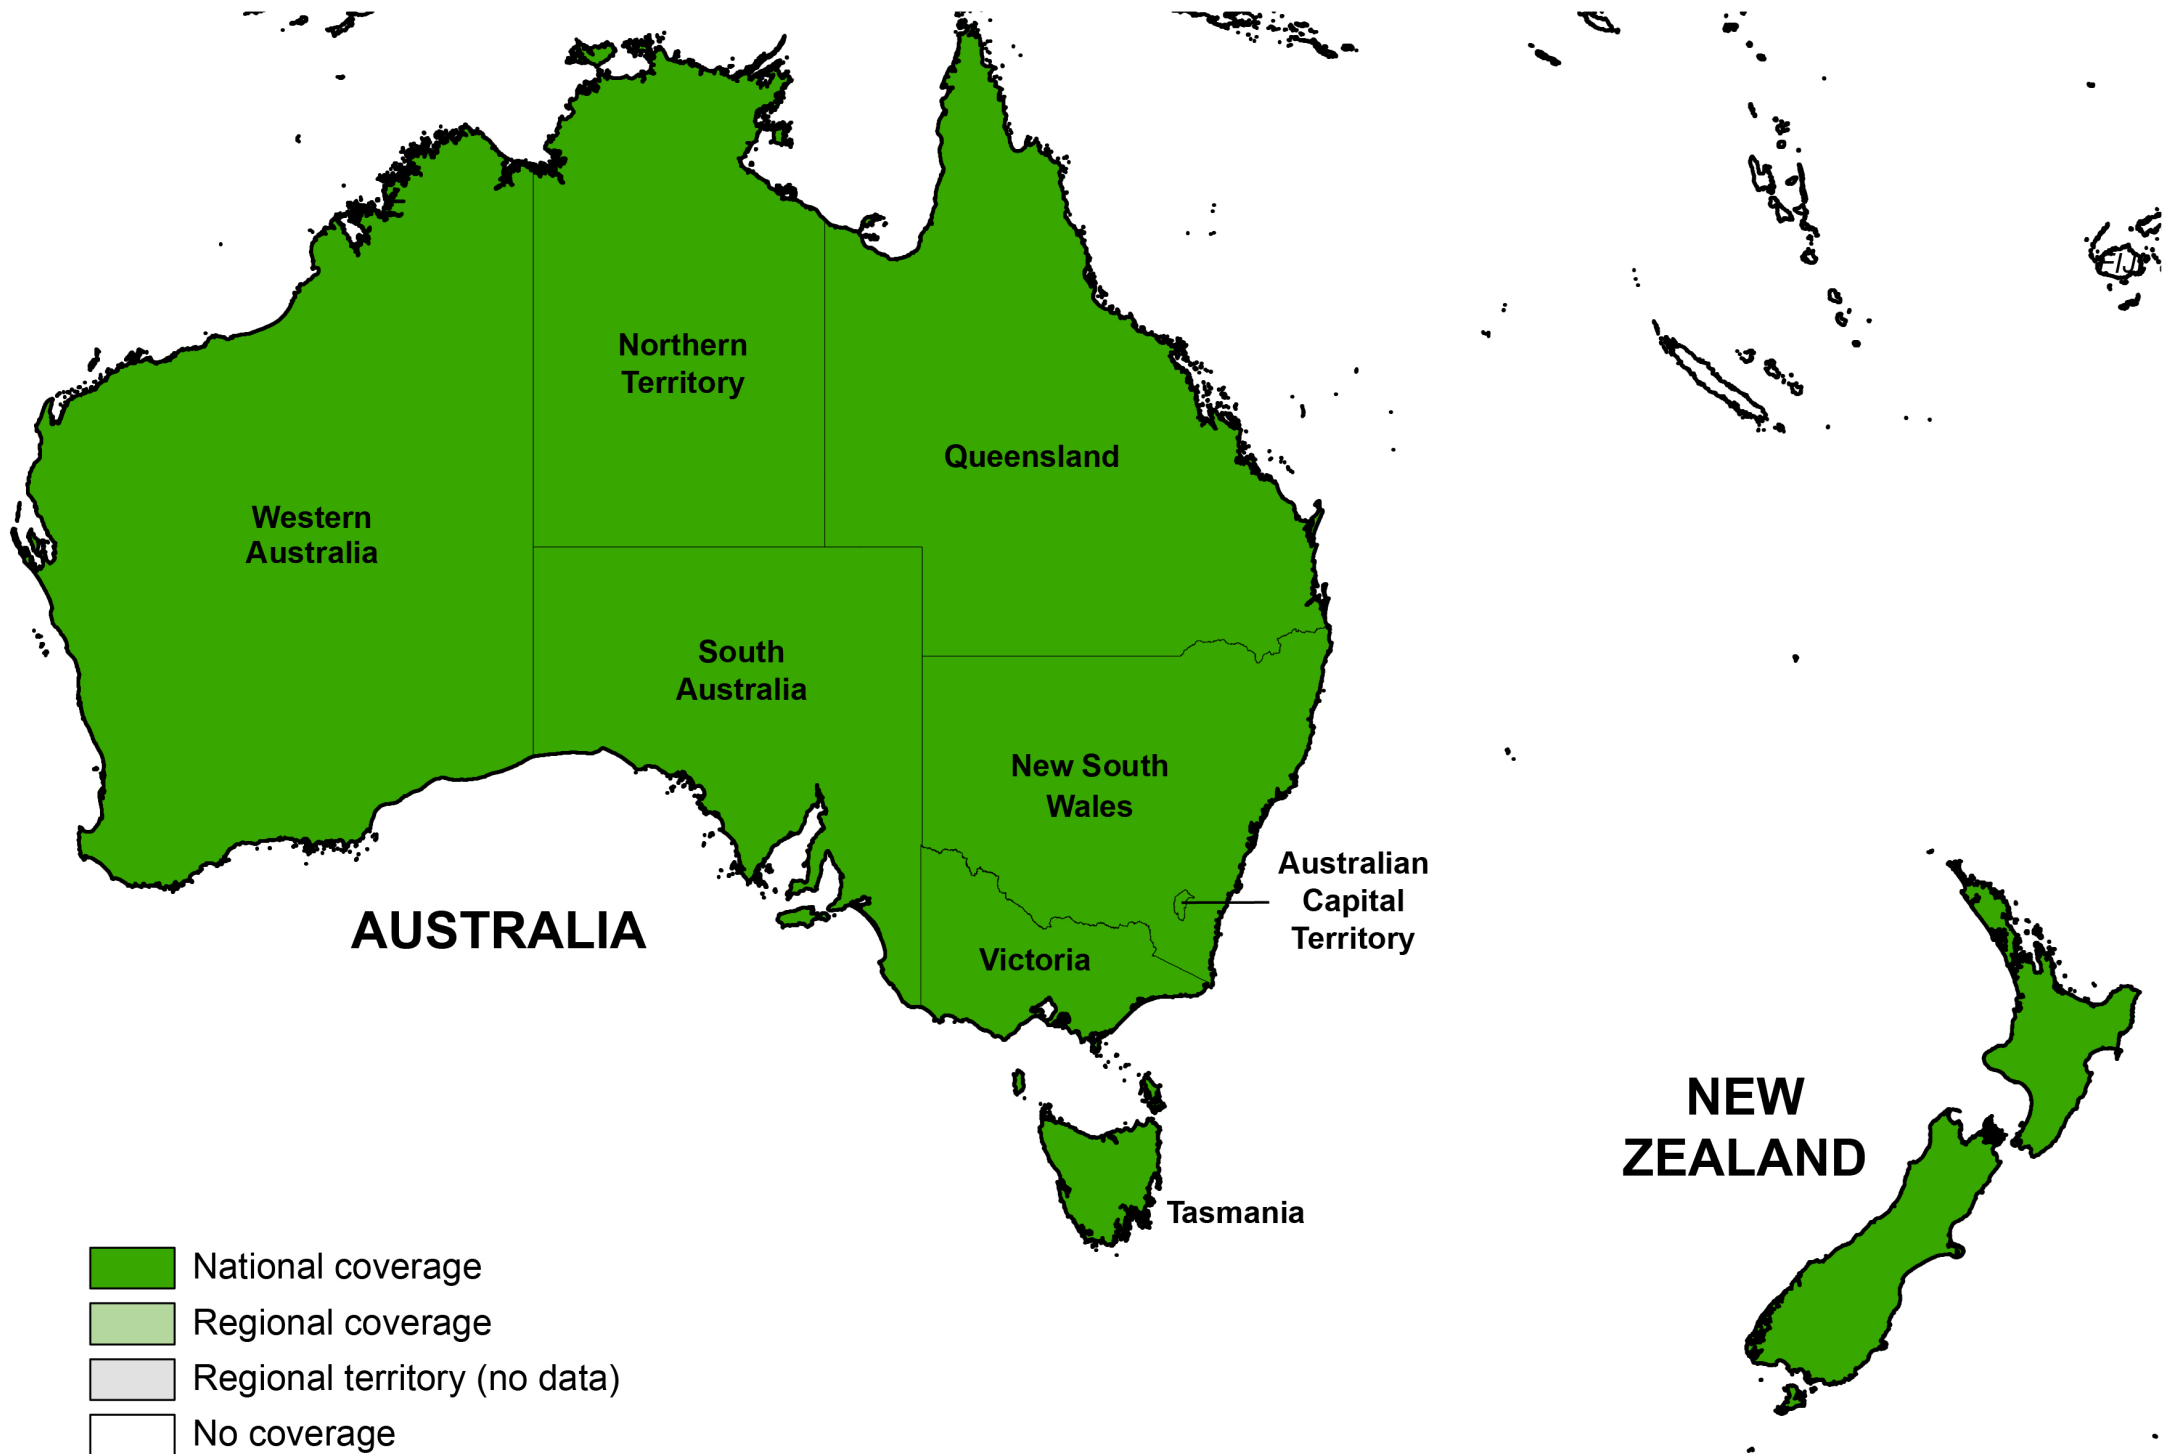 FIJI
Northern
Territory
Queensland
Western
Australia
South
Australia
New South
Wales
Australian
Capital
Territory
AUSTRALIA
Victoria
NEW
ZEALAND
Tasmania
National coverage
Regional coverage
Regional territory (no data)
No coverage